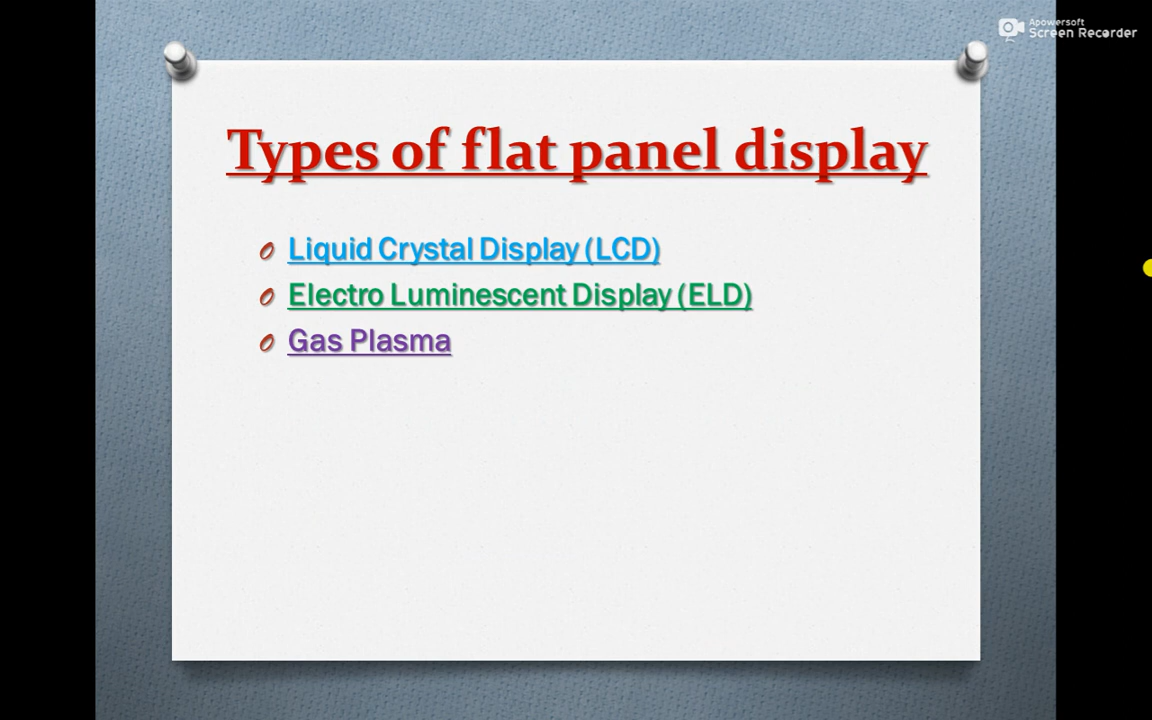 Apowersoft
Screen Recorder
Types of flat panel display
Liquid Crystal Display (LCD)
Electro Luminescent Display (ELD)
Gas Plasma